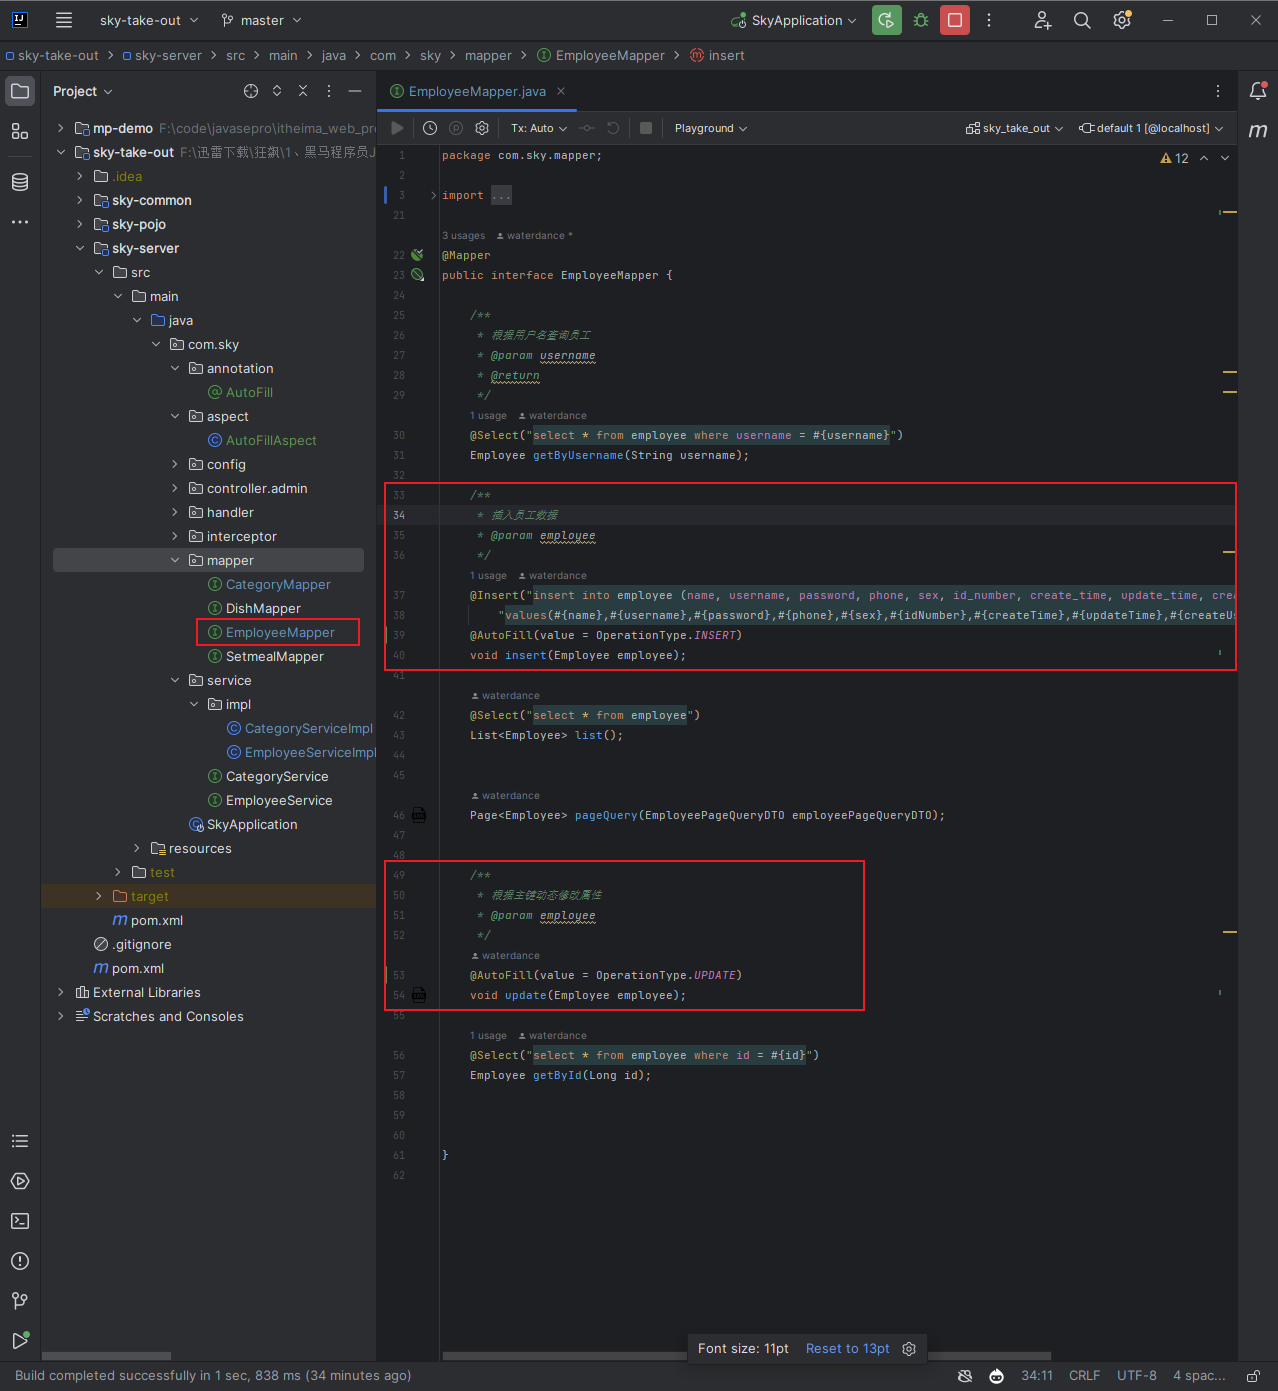 sky-take-out
master
SkyApplication
sky-take-out > sky-server > src > main > java > com > sky > mapper > EmployeeMapper > insert
Project
mp-demo F:\code\javasepro\itheima_web_pro
sky-take-out F:\迅雷下载\狂飙\1、黑马程序员J
.idea
sky-common
sky-pojo
sky-server
src
main
java
com.sky
annotation
AutoFill
aspect
AutoFillAspect
config
controller.admin
handler
interceptor
mapper
CategoryMapper
DishMapper
EmployeeMapper
SetmealMapper
service
impl
CategoryServiceImpl
EmployeeServiceImpl
CategoryService
EmployeeService
SkyApplication
resources
test
target
pom.xml
.gitignore
pom.xml
External Libraries
Scratches and Consoles
EmployeeMapper.java
Tx: Auto
Playground
sky_take_out
default 1 [@localhost]
12
1 package com.sky.mapper;
2
3 import ...
21
3 usages waterdance *
22 @Mapper
23 public interface EmployeeMapper {
24
25 /**
26 * 根据用户名查询员工
27 * @param username
28 * @return
29 */
1 usage waterdance
30 @Select("select * from employee where username = #{username}")
31 Employee getByUsername(String username);
32
33 /**
34 * 插入员工数据
35 * @param employee
36 */
1 usage waterdance
37 @Insert("insert into employee (name, username, password, phone, sex, id_number, create_time, update_time, crea
38 "values(#{name},#{username},#{password},#{phone},#{sex},#{idNumber},#{createTime},#{updateTime},#{createUs
39 @AutoFill(value = OperationType.INSERT)
40 void insert(Employee employee);
41
waterdance
42 @Select("select * from employee")
43 List<Employee> list();
44
45
waterdance
46 Page<Employee> pageQuery(EmployeePageQueryDTO employeePageQueryDTO);
47
48
49 /**
50 * 根据主键动态修改属性
51 * @param employee
52 */
waterdance
53 @AutoFill(value = OperationType.UPDATE)
54 void update(Employee employee);
55
1 usage waterdance
56 @Select("select * from employee where id = #{id}")
57 Employee getById(Long id);
58
59
60
61 }
62
Font size: 11pt Reset to 13pt
Build completed successfully in 1 sec, 838 ms (34 minutes ago)
34:11 CRLF UTF-8 4 spac...